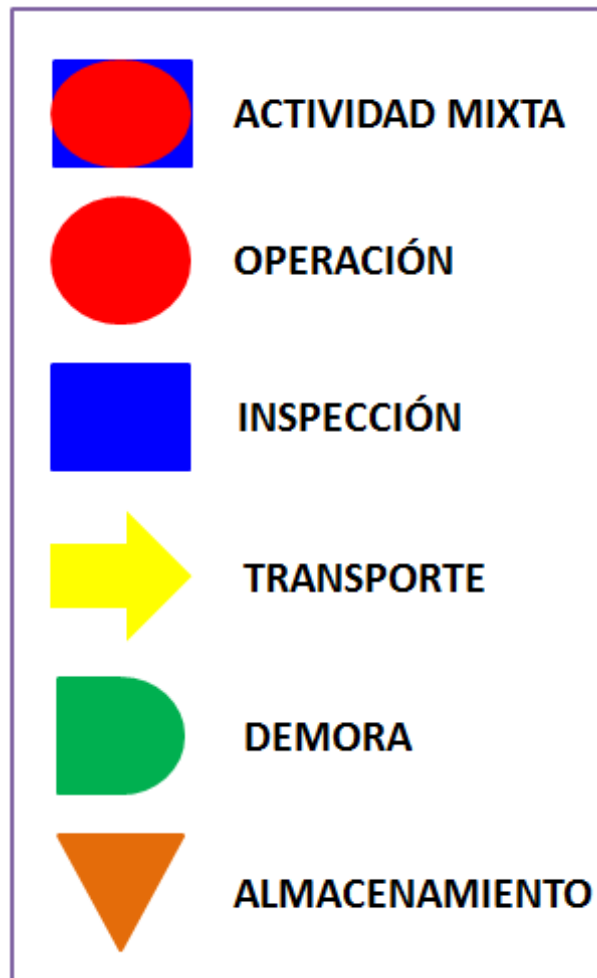 ACTIVIDAD MIXTA
OPERACIÓN
INSPECCIÓN
TRANSPORTE
DEMORA
ALMACENAMIENTO